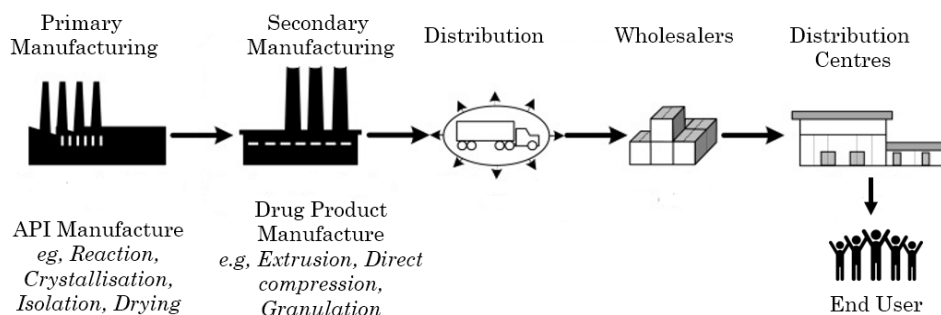 Primary
Manufacturing
Secondary
Manufacturing
Distribution
Wholesalers
Distribution
Centres
API Manufacture
eg, Reaction,
Crystallisation,
Isolation, Drying
Drug Product
Manufacture
e.g, Extrusion, Direct
compression,
Granulation
End User